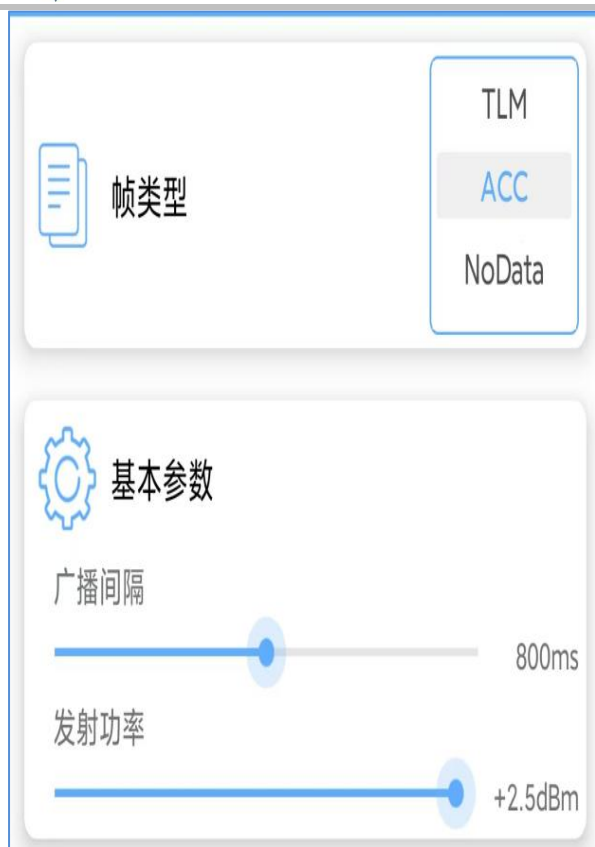 TLM
帧类型
ACC
NoData
基本参数
广播间隔
800ms
发射功率
+2.5dBm